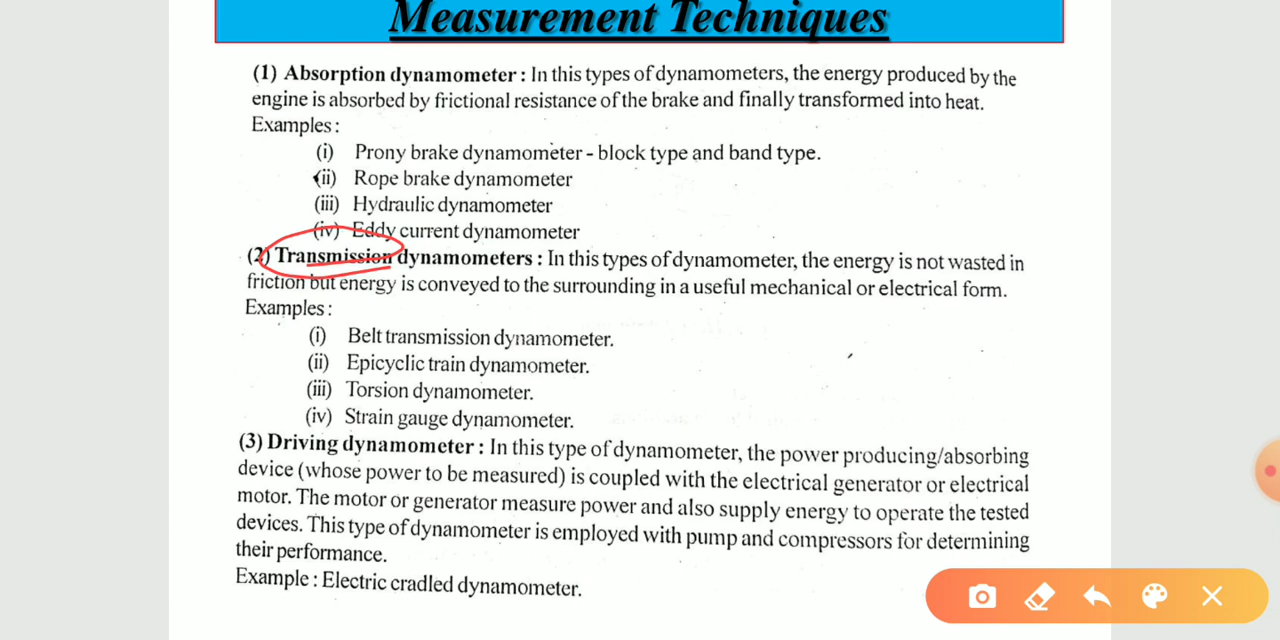 Measurement Techniques
(1) Absorption dynamometer : In this types of dynamometers, the energy produced by the
engine is absorbed by frictional resistance of the brake and finally transformed into heat.
Examples :
(i) Prony brake dynamometer - block type and band type.
(ii) Rope brake dynamometer
(iii) Hydraulic dynamometer
(iv) Eddy current dynamometer
(2) Transmission dynamometers : In this types of dynamometer, the energy is not wasted in
friction but energy is conveyed to the surrounding in a useful mechanical or electrical form.
Examples :
(i) Belt transmission dynamometer.
(ii) Epicyclic train dynamometer.
(iii) Torsion dynamometer.
(iv) Strain gauge dynamometer.
(3) Driving dynamometer : In this type of dynamometer, the power producing/absorbing
device (whose power to be measured) is coupled with the electrical generator or electrical
motor. The motor or generator measure power and also supply energy to operate the tested
devices. This type of dynamometer is employed with pump and compressors for determining
their performance.
Example : Electric cradled dynamometer.